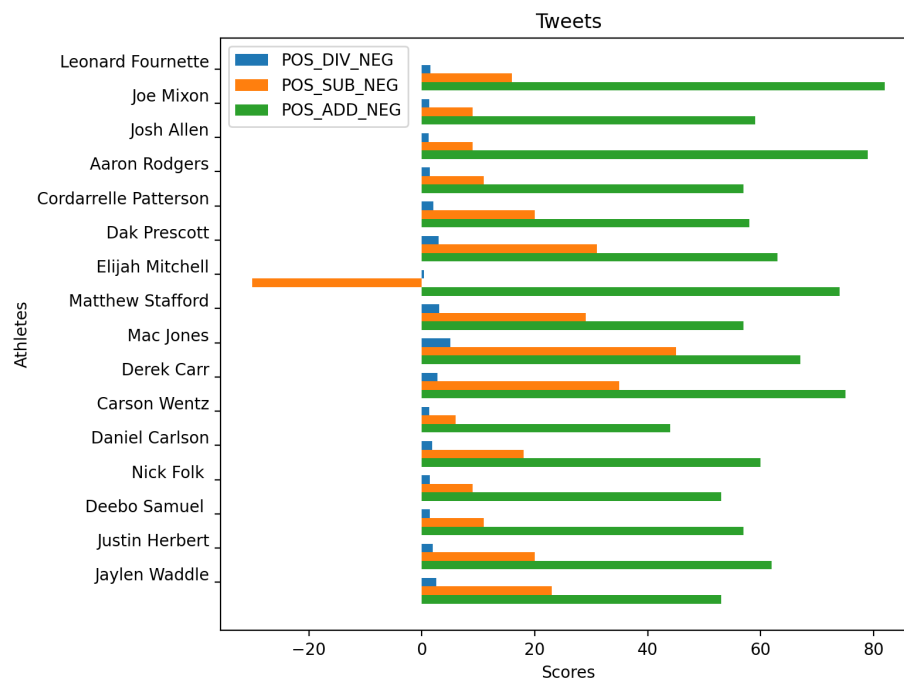 Tweets
POS_DIV_NEG
POS_SUB_NEG
POS_ADD_NEG
Leonard Fournette
Joe Mixon
Josh Allen
Aaron Rodgers
Cordarrelle Patterson
Dak Prescott
Elijah Mitchell
Matthew Stafford
Mac Jones
Derek Carr
Carson Wentz
Daniel Carlson
Nick Folk
Deebo Samuel
Justin Herbert
Jaylen Waddle
Athletes
−20 0 20 40 60 80
Scores